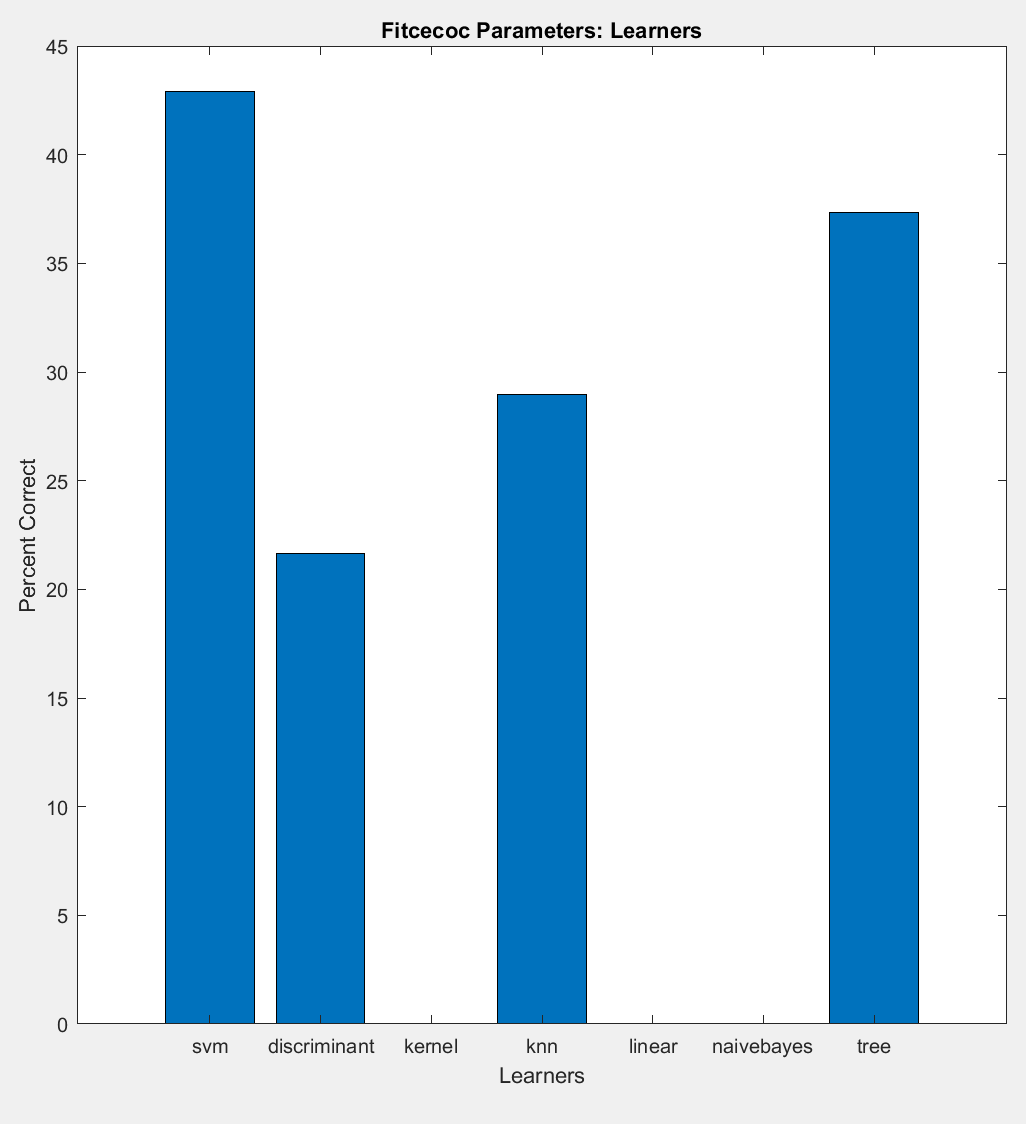 Fitcecoc Parameters: Learners
45
40
35
30
25
20
15
10
5
0
Percent Correct
svm discriminant kernel knn linear naivebayes tree
Learners